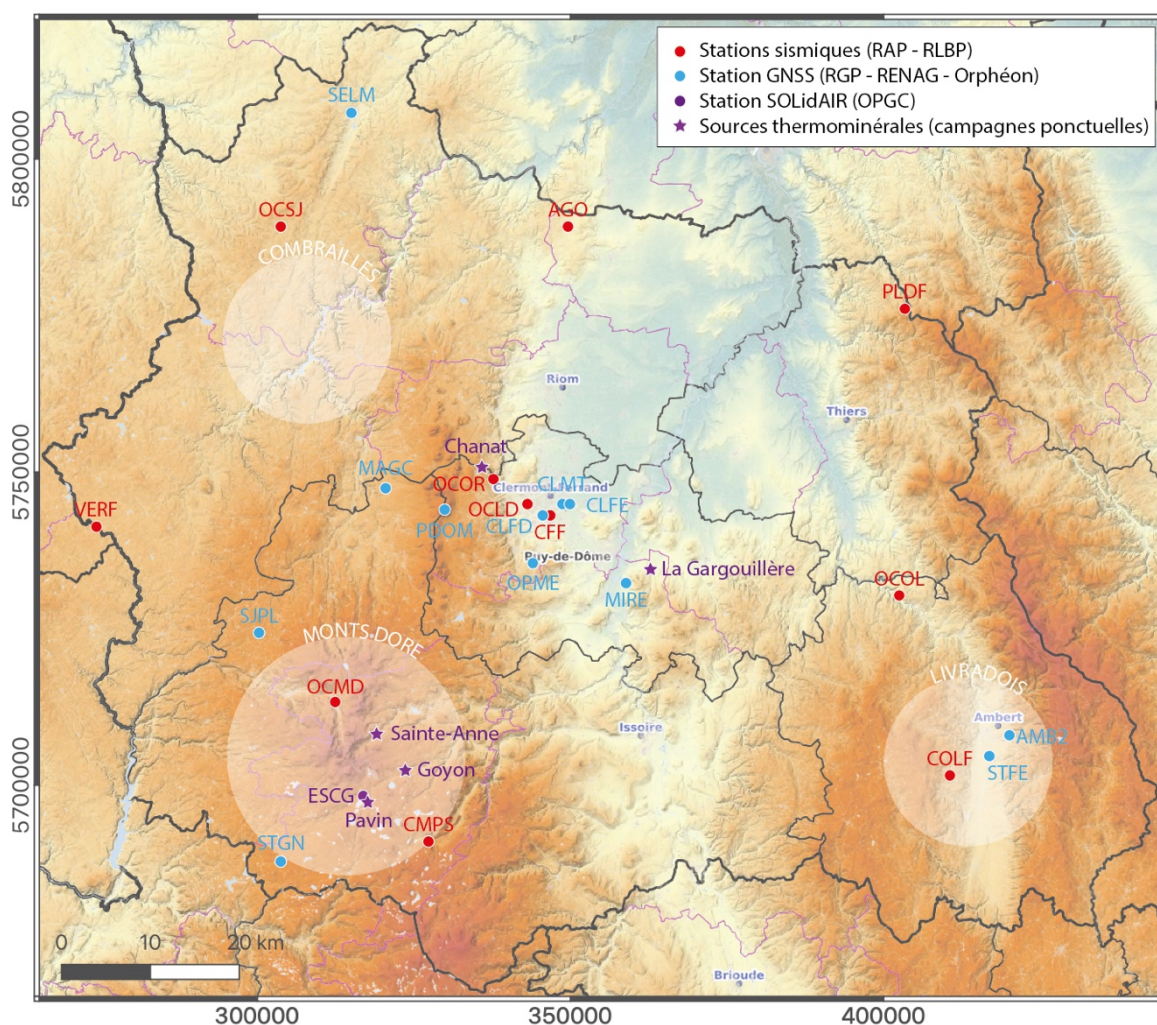 Stations sismiques (RAP - RLBP)
Station GNSS (RGP - RENAG - Orphéon)
Station SOLidAIR (OPGC)
Sources thermominérales (campagnes ponctuelles)
SELM
5800000
OCSJ
AGO
COMBRAILLES
PLDF
Riom
Thiers
Chanat
MAGC
5750000
OCOR
CLMT
Clermont-Ferrand
VERF
OCLD
CLFE
PDOM
CLFD
CFF
Puy-de-Dôme
La Gargouillère
OPME
OCOL
MIRE
SJPL
MONTS-DORE
LIVRADOIS
OCMD
Ambert
Sainte-Anne
Issoire
AMB2
Goyon
COLF
STFE
5700000
ESCG
Pavin
CMPS
STGN
0 10 20 km
Brioude
300000 350000 400000